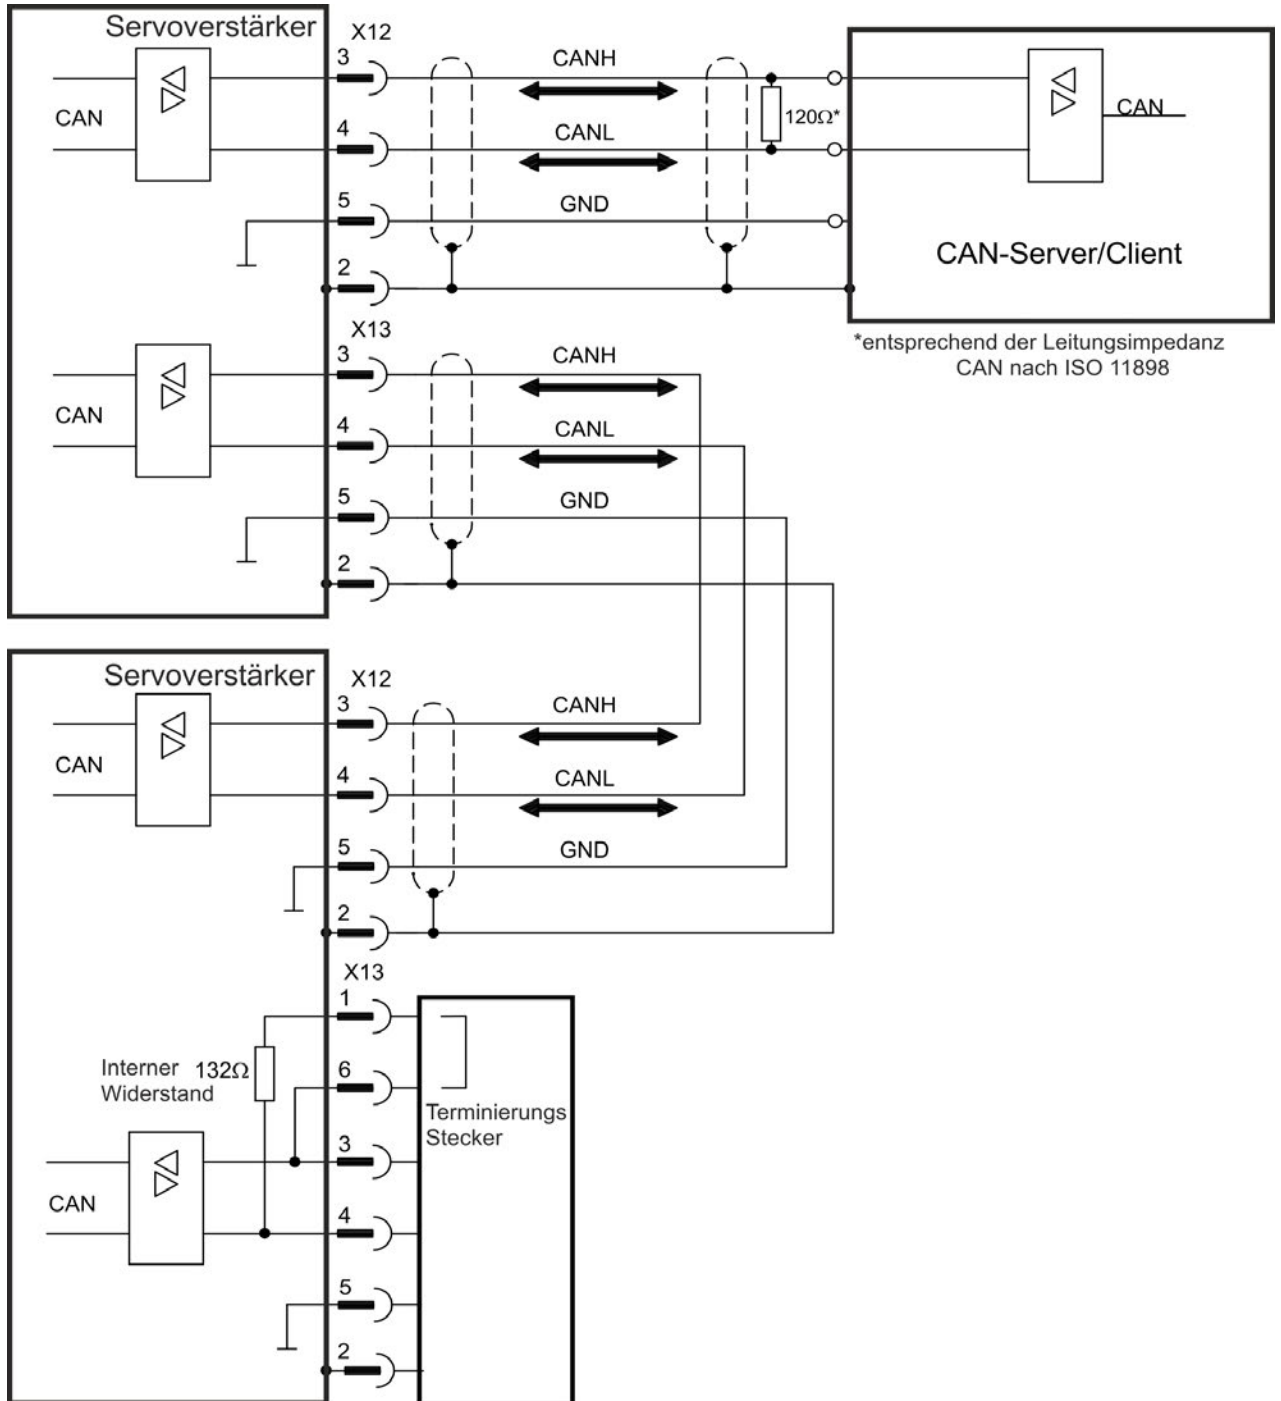 Servoverstärker
X12
3
CANH
CAN
4
CANL
120Ω*
CAN
5
GND
CAN-Server/Client
2
X13
*entsprechend der Leitungsimpedanz
CAN nach ISO 11898
3
CANH
CAN
4
CANL
5
GND
2
Servoverstärker
X12
3
CANH
CAN
4
CANL
5
GND
2
X13
1
Interner 132Ω
Widerstand
6
Terminierungs
Stecker
3
CAN
4
5
2